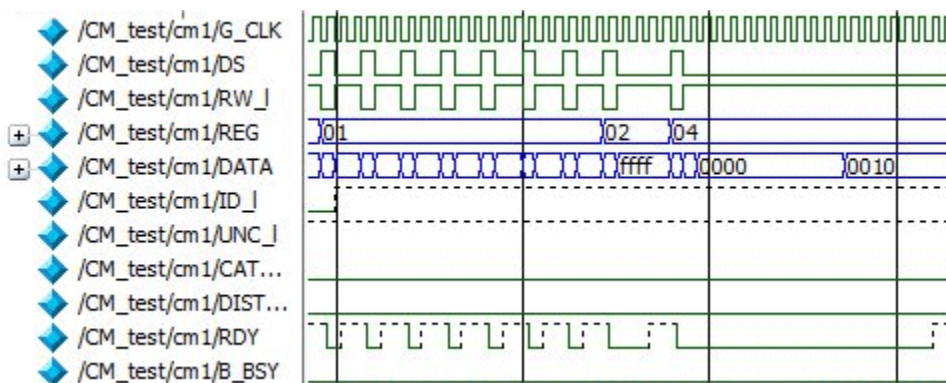 /CM_test/cm1/G_CLK
/CM_test/cm1/DS
/CM_test/cm1/RW_l
/CM_test/cm1/REG 01 02 04
/CM_test/cm1/DATA ffff 0000 0010
/CM_test/cm1/ID_l
/CM_test/cm1/UNC_l
/CM_test/cm1/CAT...
/CM_test/cm1/DIST...
/CM_test/cm1/RDY
/CM_test/cm1/B_BSY